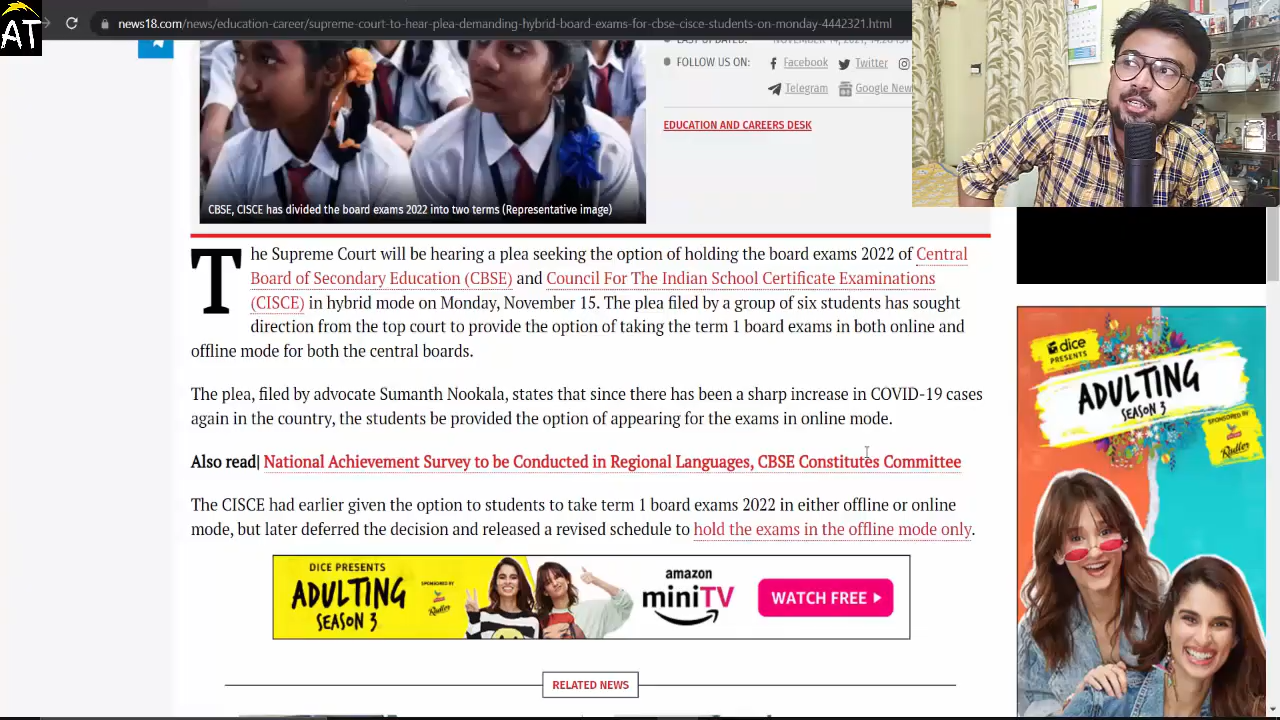 AT
news18.com/news/education-career/supreme-court-to-hear-plea-demanding-hybrid-board-exams-for-cbse-cisce-students-on-monday-4442321.html
FOLLOW US ON: Facebook Twitter
Telegram Google New
EDUCATION AND CAREERS DESK
CBSE, CISCE has divided the board exams 2022 into two terms (Representative image)
The Supreme Court will be hearing a plea seeking the option of holding the board exams 2022 of Central
Board of Secondary Education (CBSE) and Council For The Indian School Certificate Examinations
(CISCE) in hybrid mode on Monday, November 15. The plea filed by a group of six students has sought
direction from the top court to provide the option of taking the term 1 board exams in both online and
offline mode for both the central boards.
The plea, filed by advocate Sumanth Nookala, states that since there has been a sharp increase in COVID-19 cases
again in the country, the students be provided the option of appearing for the exams in online mode.
Also read| National Achievement Survey to be Conducted in Regional Languages, CBSE Constitutes Committee
The CISCE had earlier given the option to students to take term 1 board exams 2022 in either offline or online
mode, but later deferred the decision and released a revised schedule to hold the exams in the offline mode only.
DICE PRESENTS
ADULTING
SEASON 3
SPONSORED BY
amazon
miniTV
WATCH FREE
RELATED NEWS
dice
PRESENTS
ADULTING
SEASON 3
SPONSORED BY